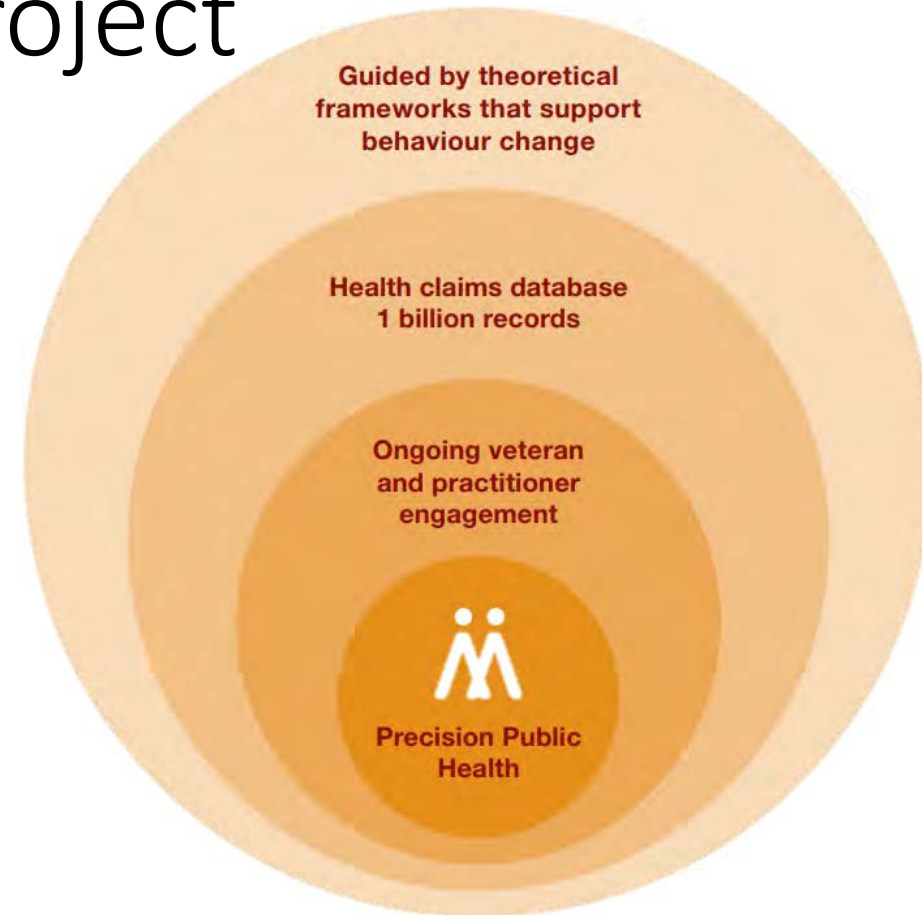 roject
Guided by theoretical
frameworks that support
behaviour change
Health claims database
1 billion records
Ongoing veteran
and practitioner
engagement
Precision Public
Health